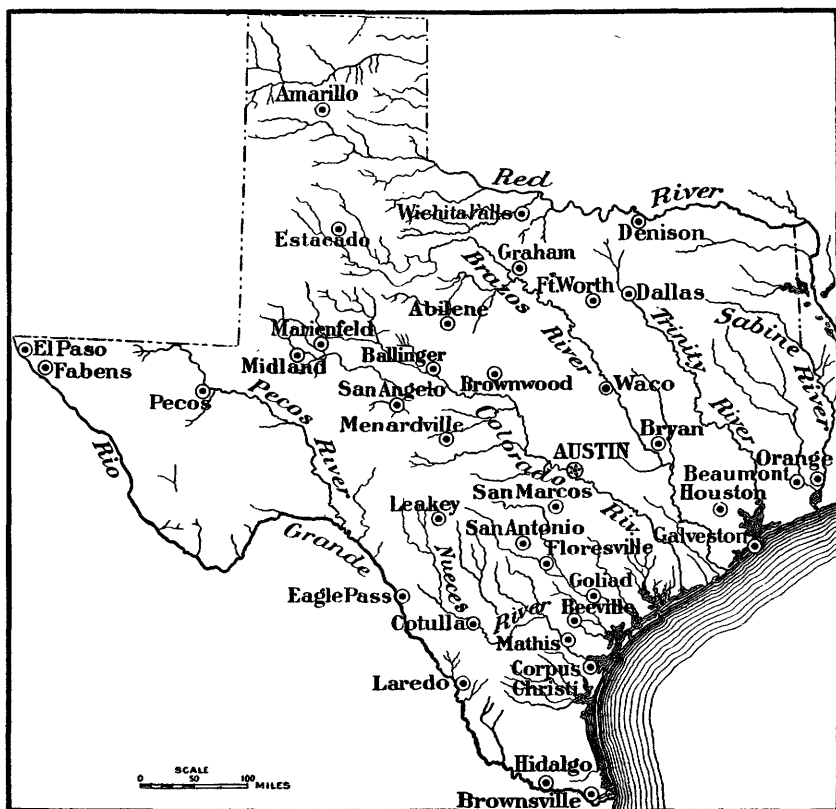 Amarillo
Red River
Wichita Falls
Denison
Estacado
Graham
Brazos River
Ft.Worth
Dallas
Abilene
Trinity River
Sabine River
Marienfeld
El Paso
Midland
Ballinger
Fabens
Brownwood
Waco
Pecos
Pecos River
San Angelo
Menardville
Colorado Riv.
Bryan
AUSTIN
Orange
Beaumont
Rio Grande
Leakey
San Marcos
Houston
San Antonio
Galveston
Floresville
Nueces River
Goliad
Eagle Pass
Beeville
Cotulla
Mathis
Corpus
Christi
Laredo
Hidalgo
SCALE
0 50 100
MILES
Brownsville